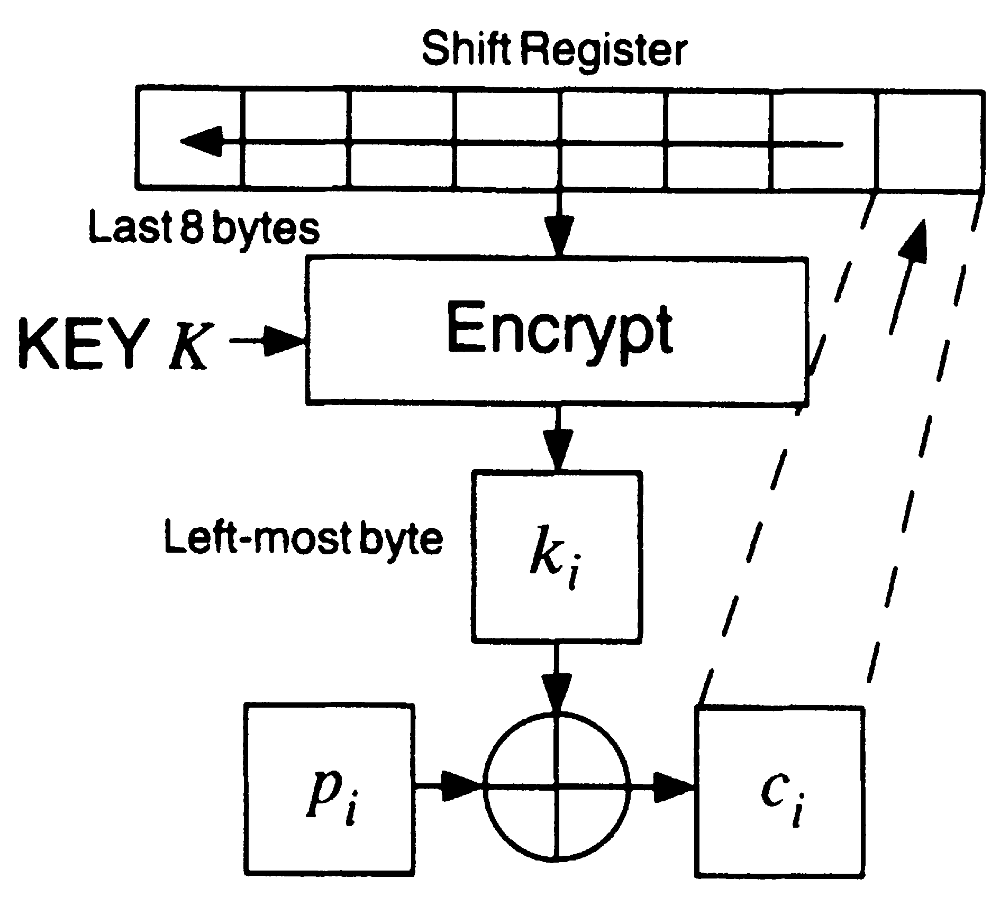 Shift Register
Last 8 bytes
KEY K
Encrypt
Left-most byte
k_i
p_i
c_i